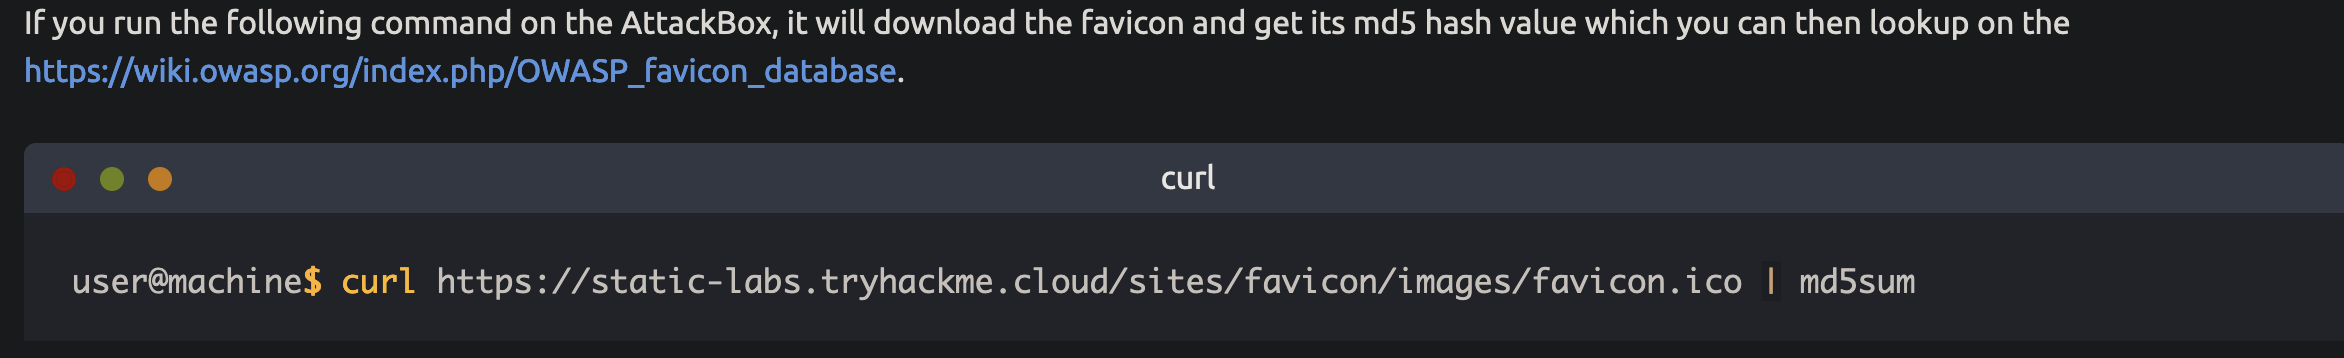 If you run the following command on the AttackBox, it will download the favicon and get its md5 hash value which you can then lookup on the
https://wiki.owasp.org/index.php/OWASP_favicon_database.
curl
user@machine$ curl https://static-labs.tryhackme.cloud/sites/favicon/images/favicon.ico | md5sum